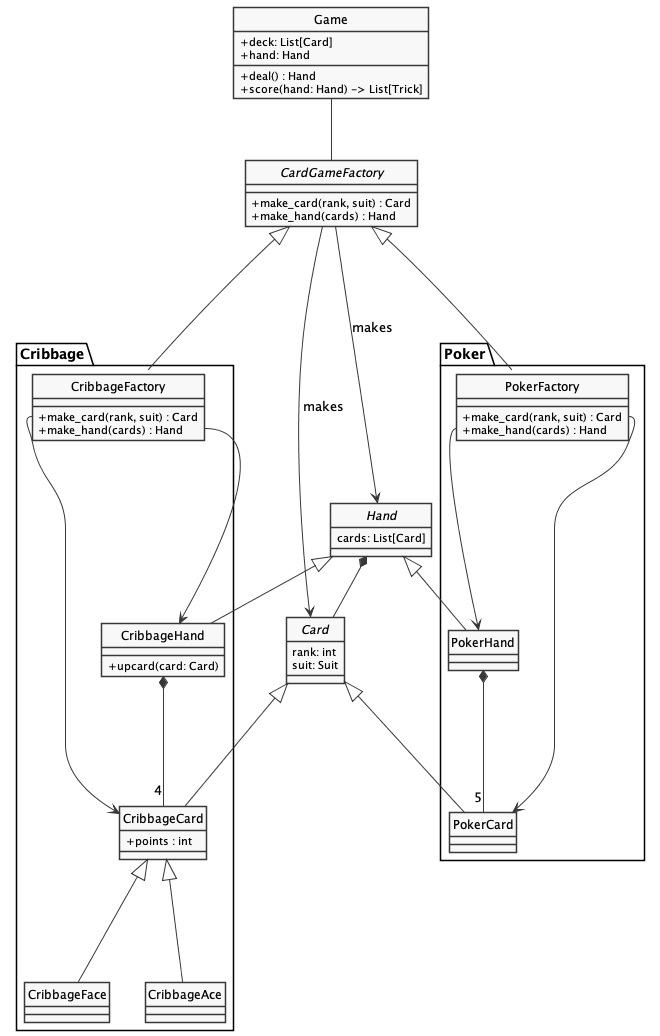 Game
+deck: List[Card]
+hand: Hand
+deal() : Hand
+score(hand: Hand) -> List[Trick]
CardGameFactory
+make_card(rank, suit) : Card
+make_hand(cards) : Hand
makes
makes
Cribbage
CribbageFactory
+make_card(rank, suit) : Card
+make_hand(cards) : Hand
Poker
PokerFactory
+make_card(rank, suit) : Card
+make_hand(cards) : Hand
Hand
cards: List[Card]
CribbageHand
+upcard(card: Card)
Card
rank: int
suit: Suit
PokerHand
4
5
CribbageCard
+points : int
PokerCard
CribbageFace
CribbageAce